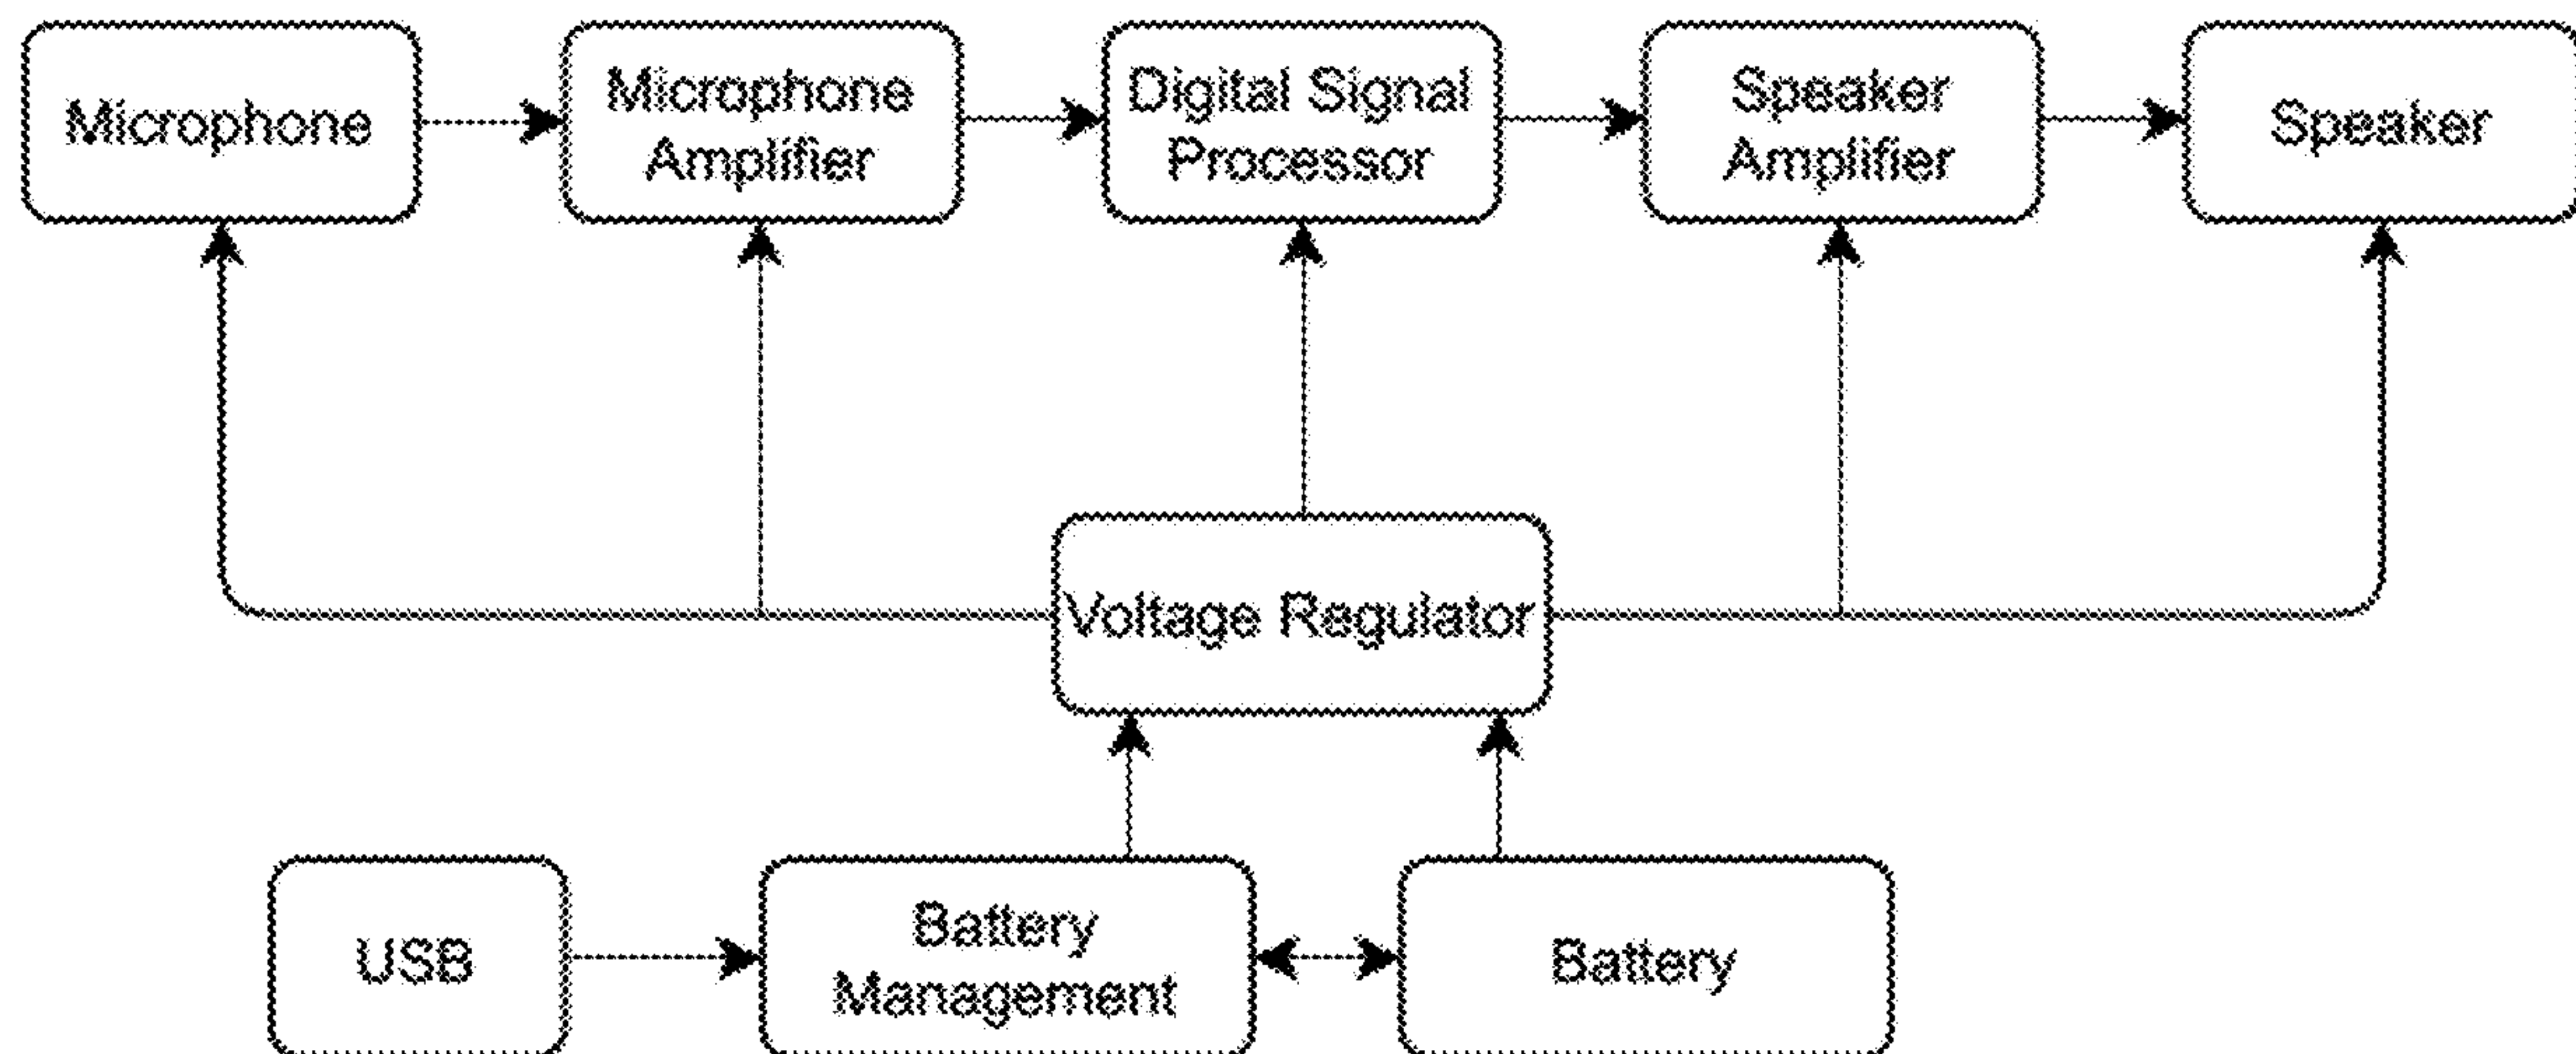 Microphone
Microphone
Amplifier
Digital Signal
Processor
Speaker
Amplifier
Speaker
Voltage Regulator
USB
Battery
Management
Battery